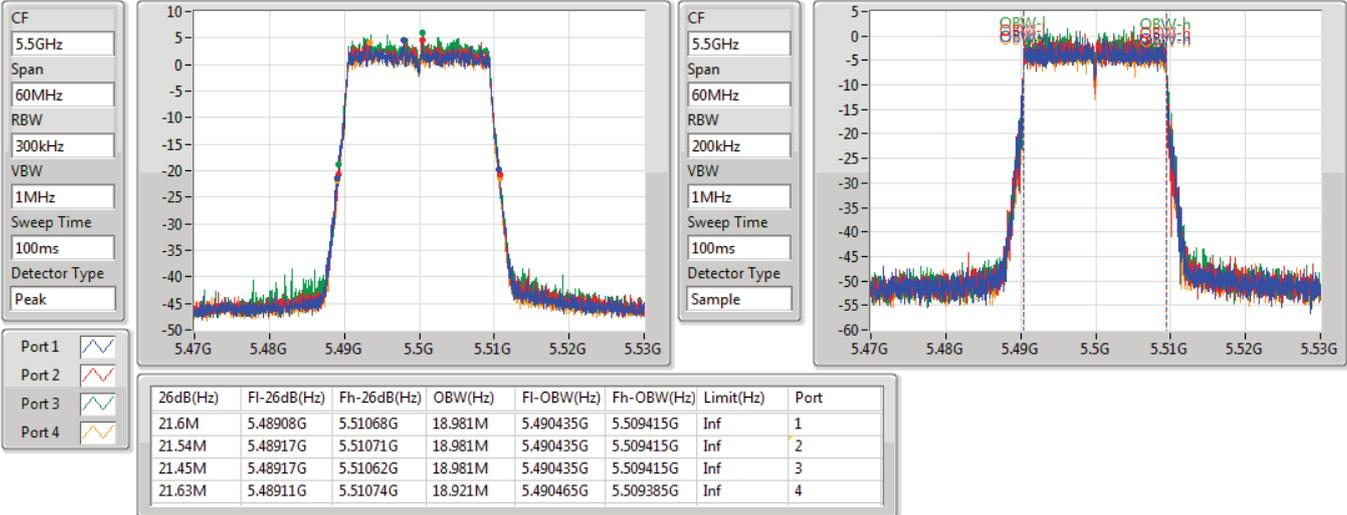 CF
5.5GHz
Span
60MHz
RBW
300kHz
VBW
1MHz
Sweep Time
100ms
Detector Type
Peak
10
5
0
-5
-10
-15
-20
-25
-30
-35
-40
-45
-50
5.47G 5.48G 5.49G 5.5G 5.51G 5.52G 5.53G
CF
5.5GHz
Span
60MHz
RBW
200kHz
VBW
1MHz
Sweep Time
100ms
Detector Type
Sample
5
0
-5
-10
-15
-20
-25
-30
-35
-40
-45
-50
-55
-60
OBW-l OBW-h
5.47G 5.48G 5.49G 5.5G 5.51G 5.52G 5.53G
Port 1
Port 2
Port 3
Port 4
26dB(Hz) Fl-26dB(Hz) Fh-26dB(Hz) OBW(Hz) Fl-OBW(Hz) Fh-OBW(Hz) Limit(Hz) Port
21.6M 5.48908G 5.51068G 18.981M 5.490435G 5.509415G Inf 1
21.54M 5.48917G 5.51071G 18.981M 5.490435G 5.509415G Inf 2
21.45M 5.48917G 5.51062G 18.981M 5.490435G 5.509415G Inf 3
21.63M 5.48911G 5.51074G 18.921M 5.490465G 5.509385G Inf 4